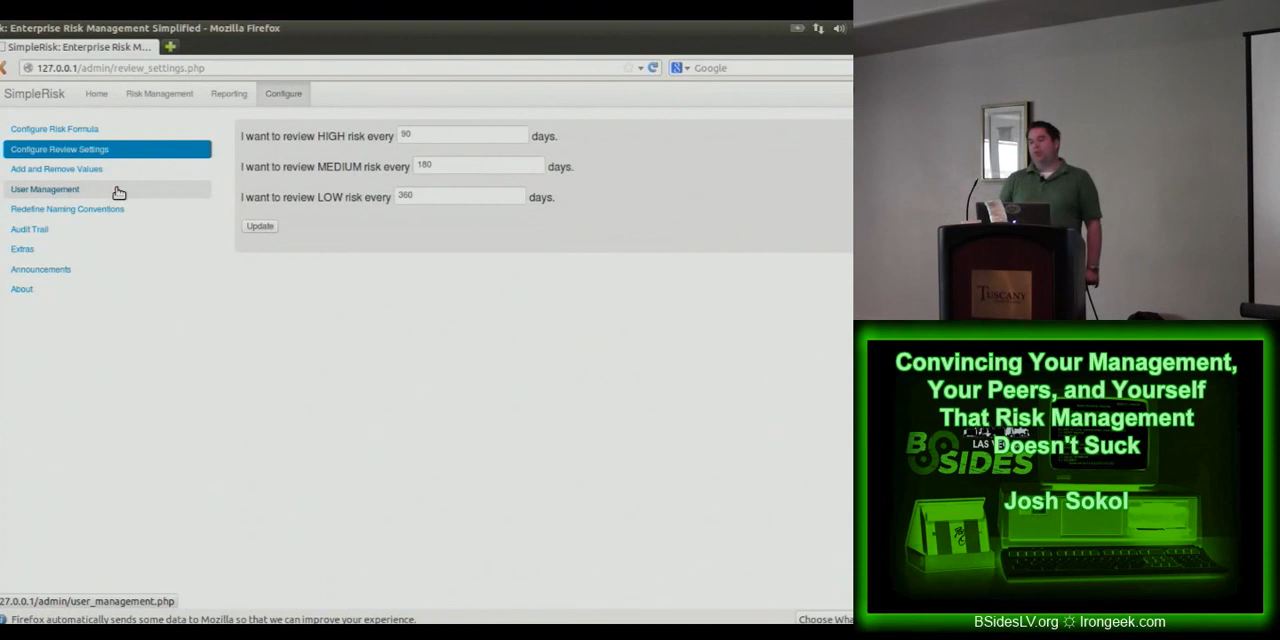 k: Enterprise Risk Management Simplified - Mozilla Firefox
SimpleRisk: Enterprise Risk M...
127.0.0.1/admin/review_settings.php
Google
SimpleRisk Home Risk Management Reporting Configure
Configure Risk Formula
Configure Review Settings
Add and Remove Values
User Management
Redefine Naming Conventions
Audit Trail
Extras
Announcements
About
I want to review HIGH risk every 90 days.
I want to review MEDIUM risk every 180 days.
I want to review LOW risk every 360 days.
Update
27.0.0.1/admin/user_management.php
Firefox automatically sends some data to Mozilla so that we can improve your experience.
Choose Wha
TUSCANY
Convincing Your Management,
Your Peers, and Yourself
That Risk Management
Doesn't Suck
Josh Sokol
BSIDES
LAS VE
BSidesLV.org ☼ Irongeek.com